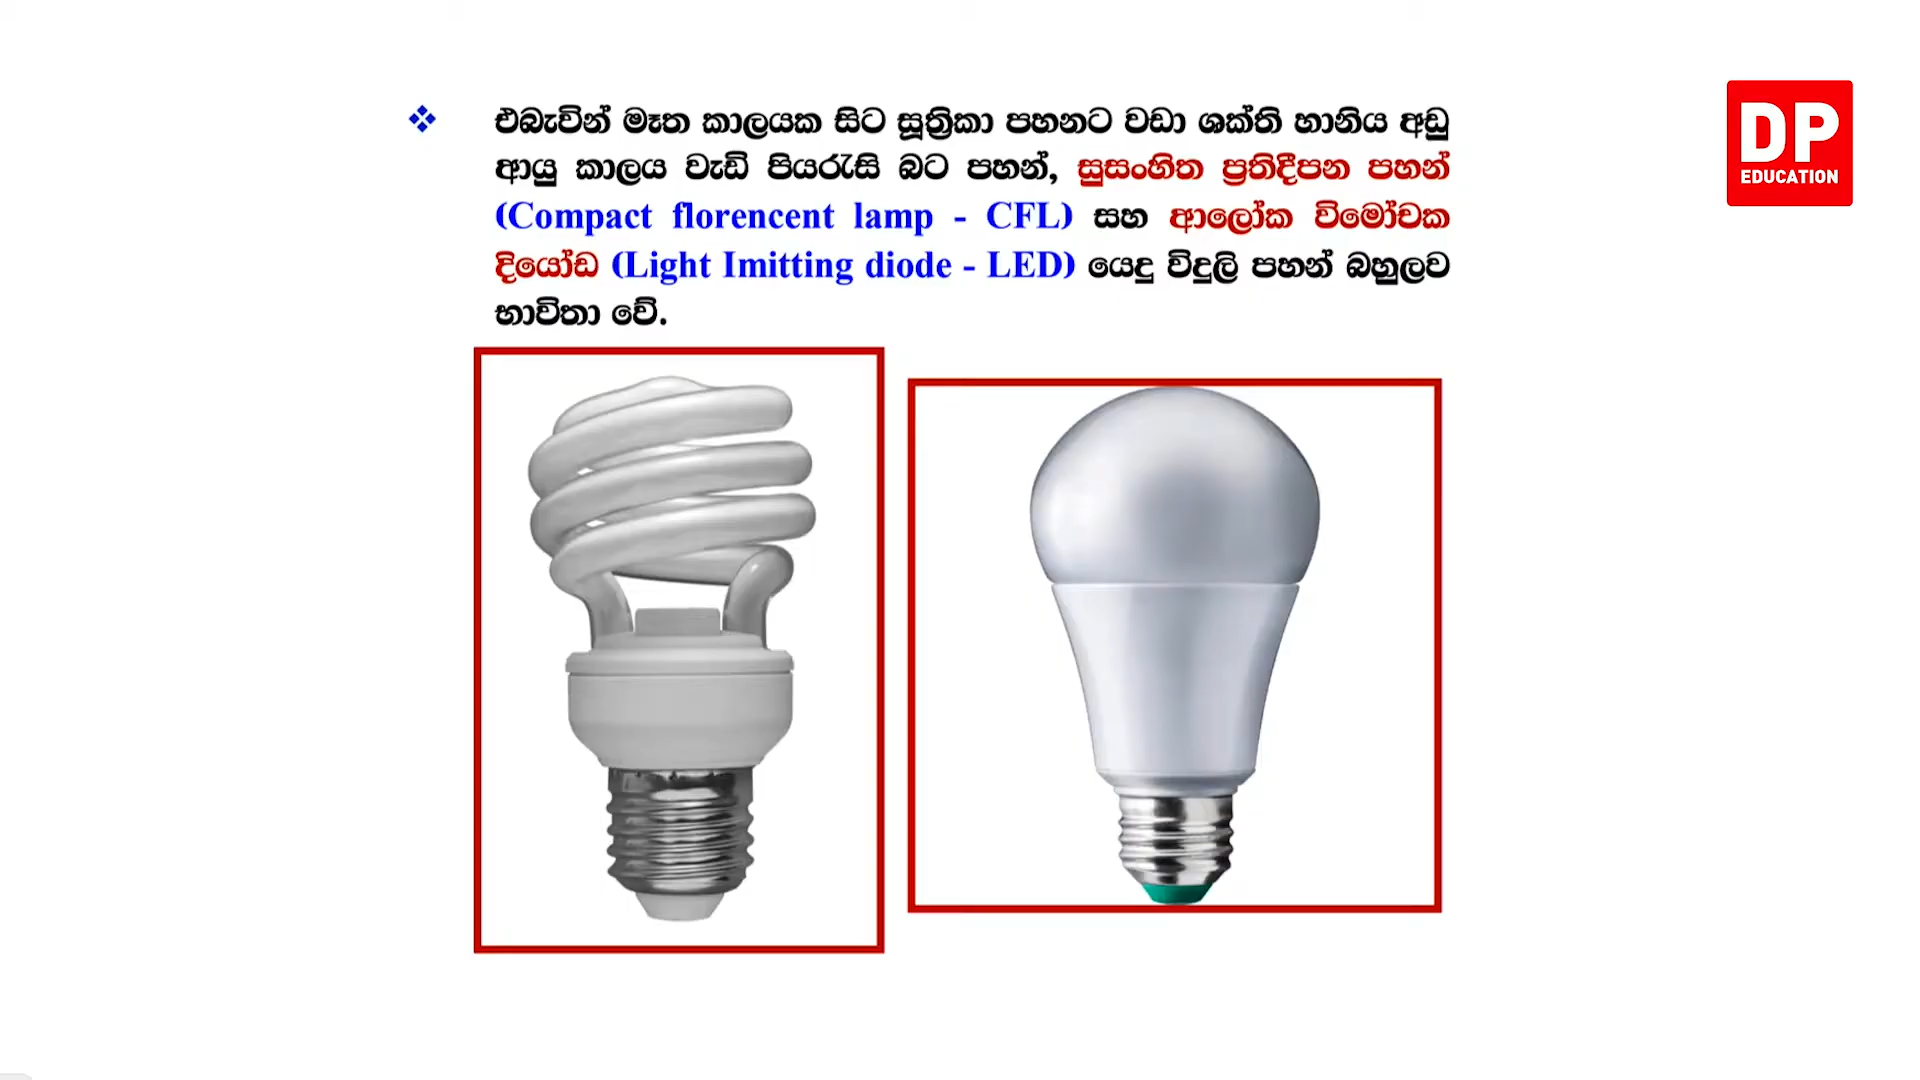 එබැවින් මෑත කාලයක සිට සූත්‍රිකා පහනට වඩා ශක්ති හානිය අඩු
ආයු කාලය වැඩි පියරැසි බට පහන්, සුසංහිත ප්‍රතිදීපන පහන්
(Compact florencent lamp - CFL) සහ ආලෝක විමෝචක
දියෝඩ (Light Imitting diode - LED) යෙදු විදුලි පහන් බහුලව
භාවිතා වේ.
DP
EDUCATION